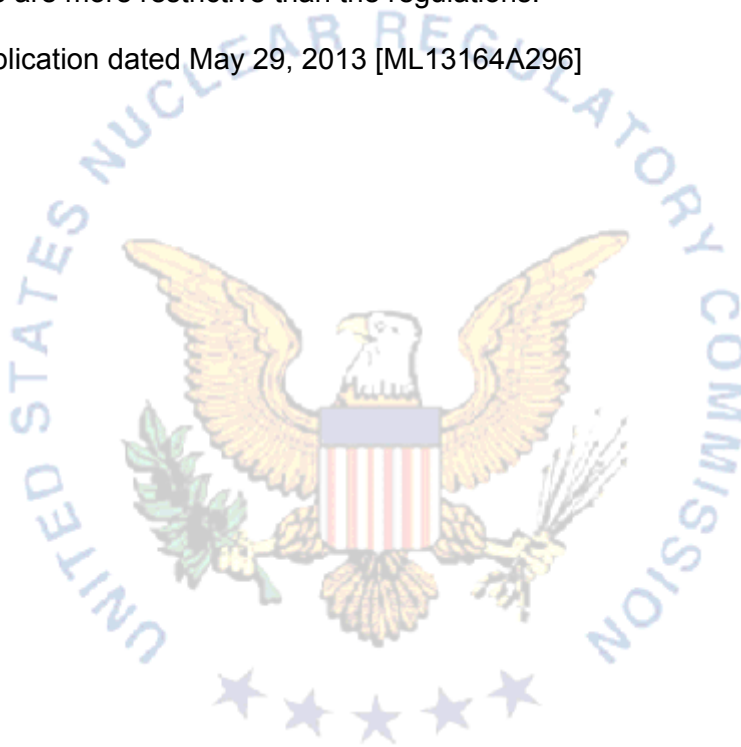 are more restrictive than the regulations.
plication dated May 29, 2013 [ML13164A296]
UNITED STATES NUCLEAR REGULATORY COMMISSION